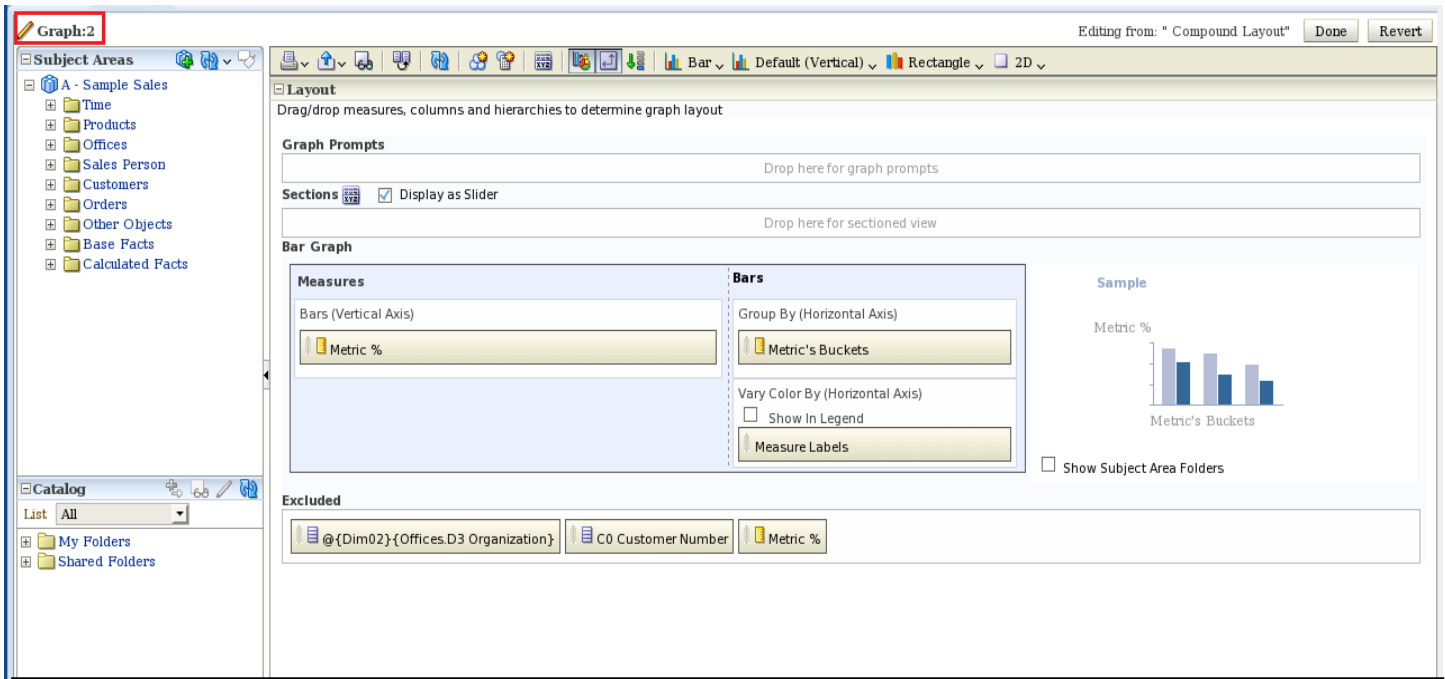 Graph:2
Editing from: " Compound Layout" Done Revert
Subject Areas
Bar Default (Vertical) Rectangle 2D
A - Sample Sales
Time
Products
Offices
Sales Person
Customers
Orders
Other Objects
Base Facts
Calculated Facts
Catalog
List All
My Folders
Shared Folders
Layout
Drag/drop measures, columns and hierarchies to determine graph layout
Graph Prompts
Drop here for graph prompts
Sections Display as Slider
Drop here for sectioned view
Bar Graph
Measures
Bars (Vertical Axis)
Metric %
Bars
Group By (Horizontal Axis)
Metric's Buckets
Vary Color By (Horizontal Axis)
Show In Legend
Measure Labels
Sample
Metric %
Metric's Buckets
Show Subject Area Folders
Excluded
@{Dim02}{Offices.D3 Organization} C0 Customer Number Metric %